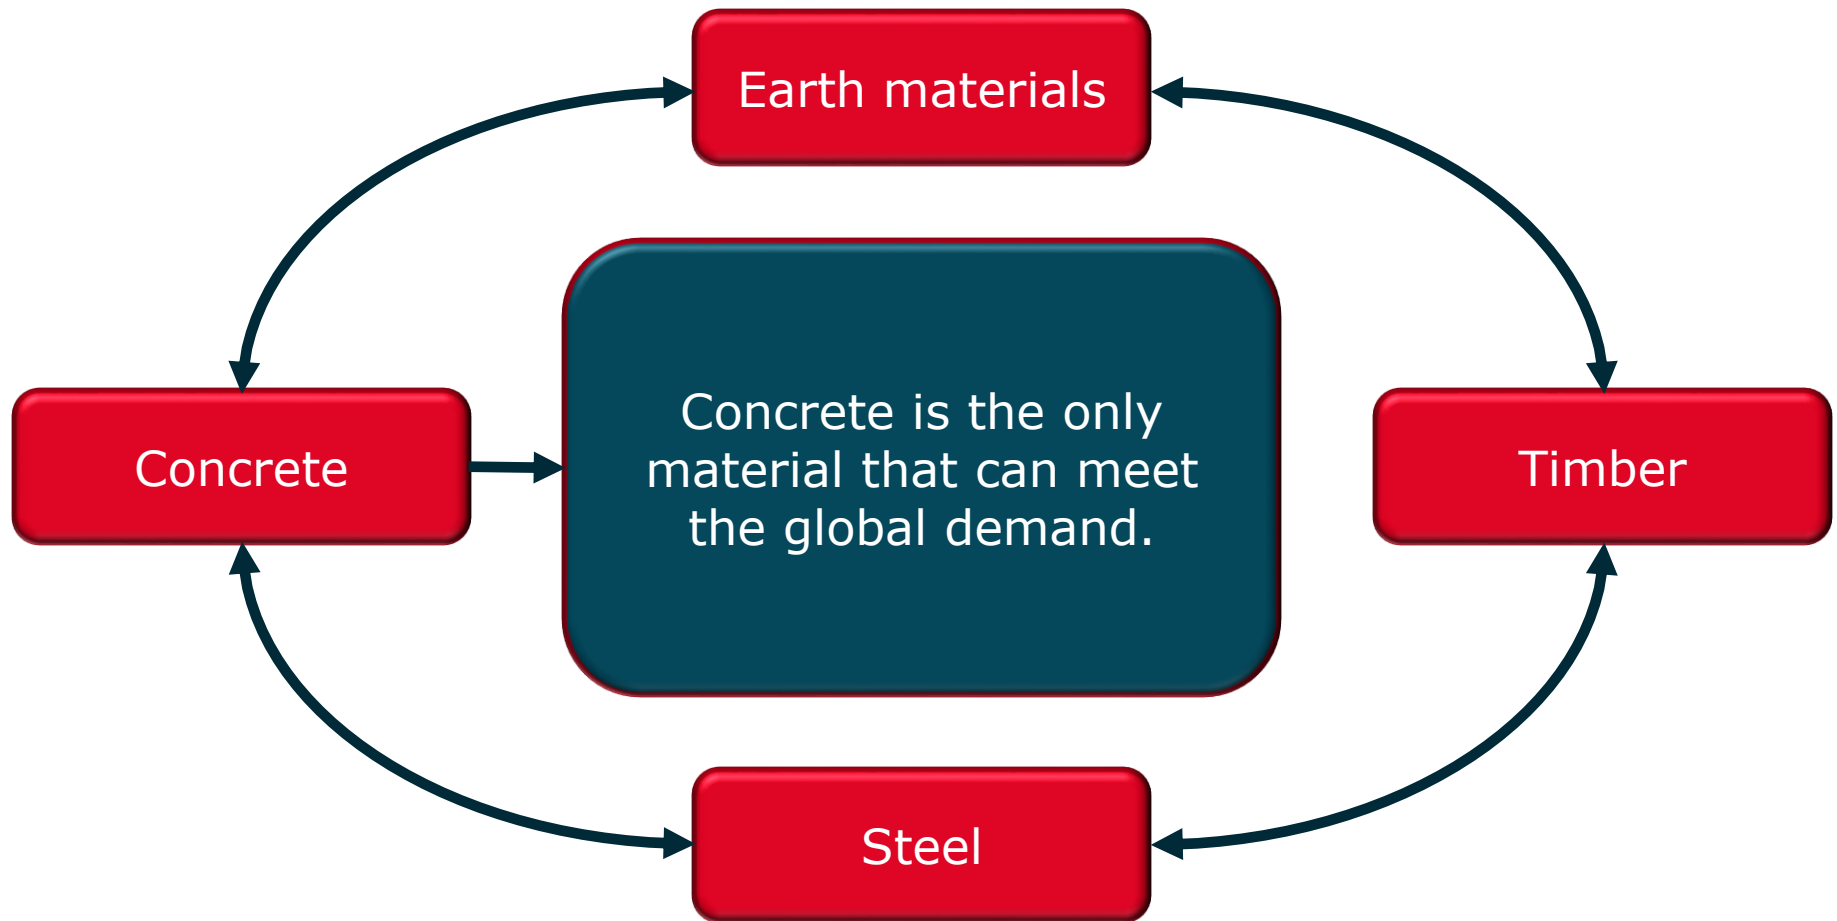 Earth materials
Concrete is the only
material that can meet
the global demand.
Concrete
Timber
Steel